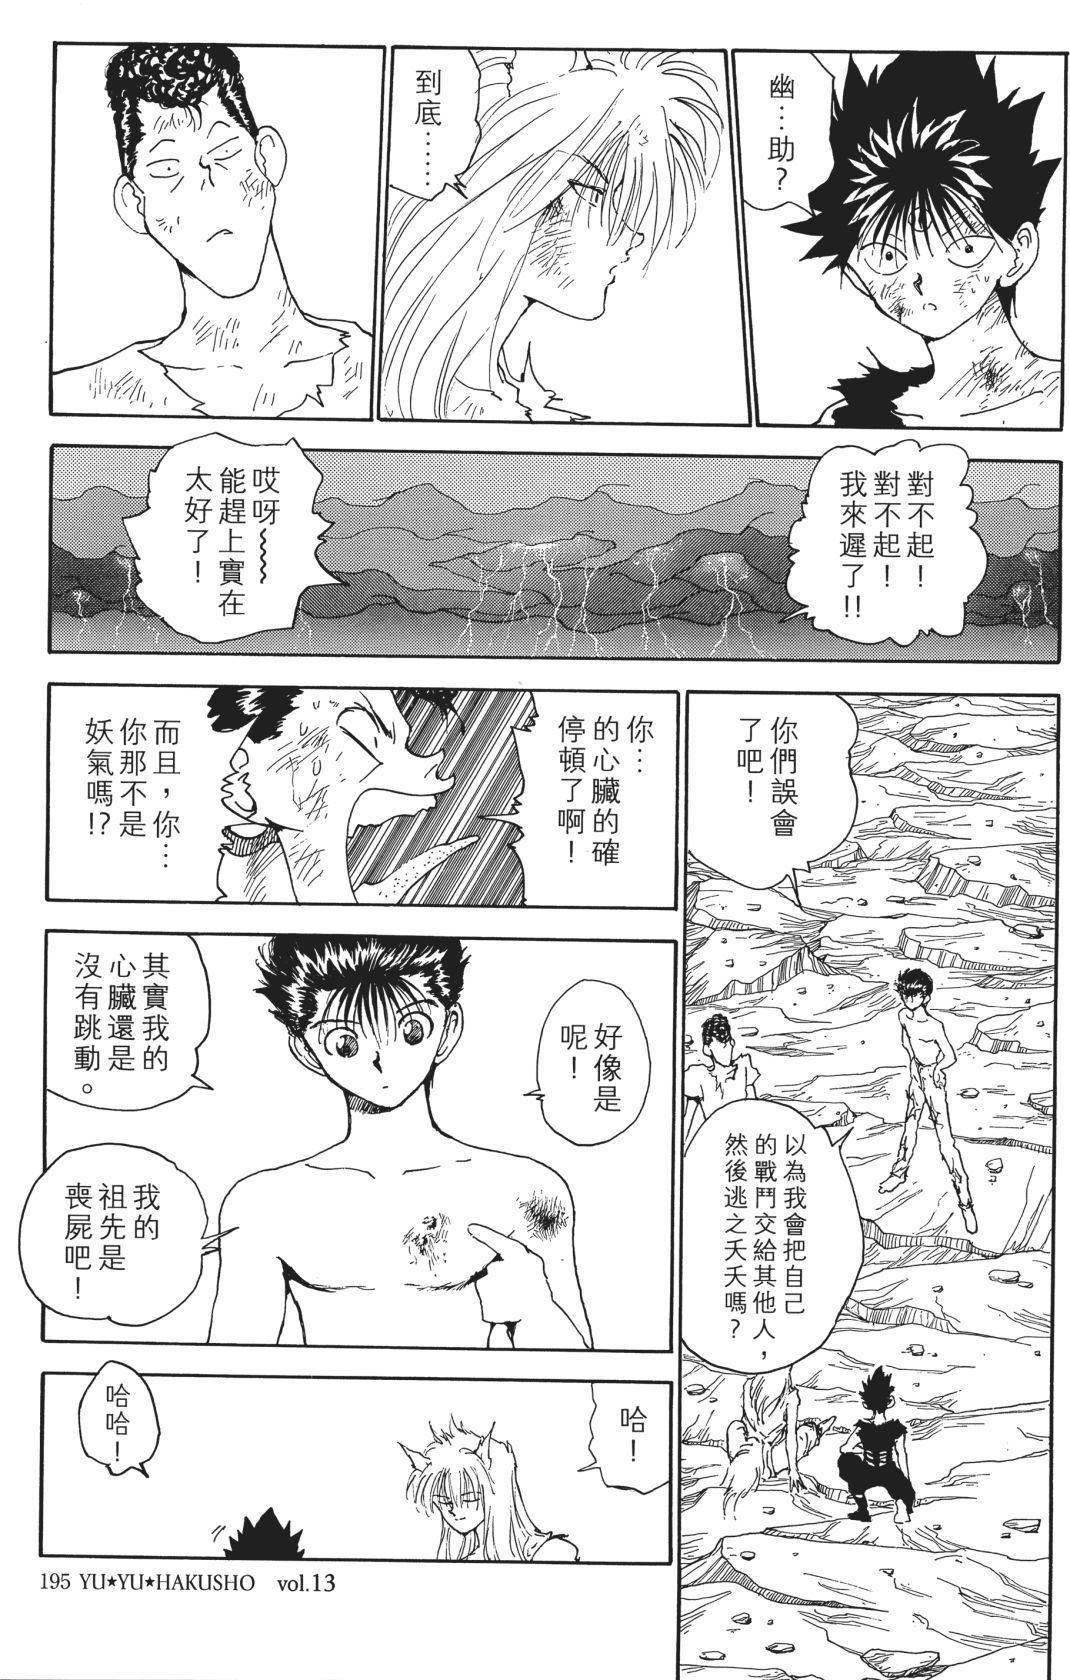 幽…助？
到底……
對不起！
對不起！
我來遲了!!
哎呀~~~
能趕上實在
太好了！
你們誤會
了吧！
以為我會把自己
的戰鬥交給其他人，
然後逃之夭夭嗎？
你…
的心臟的確
停頓了啊！
而且，你…
你那不是
妖氣嗎!?
好像是
呢！
其實我的
心臟還是
沒有跳動。
我的
祖先是
喪屍吧！
哈！
哈
哈！
195 YU★YU★HAKUSHO vol.13